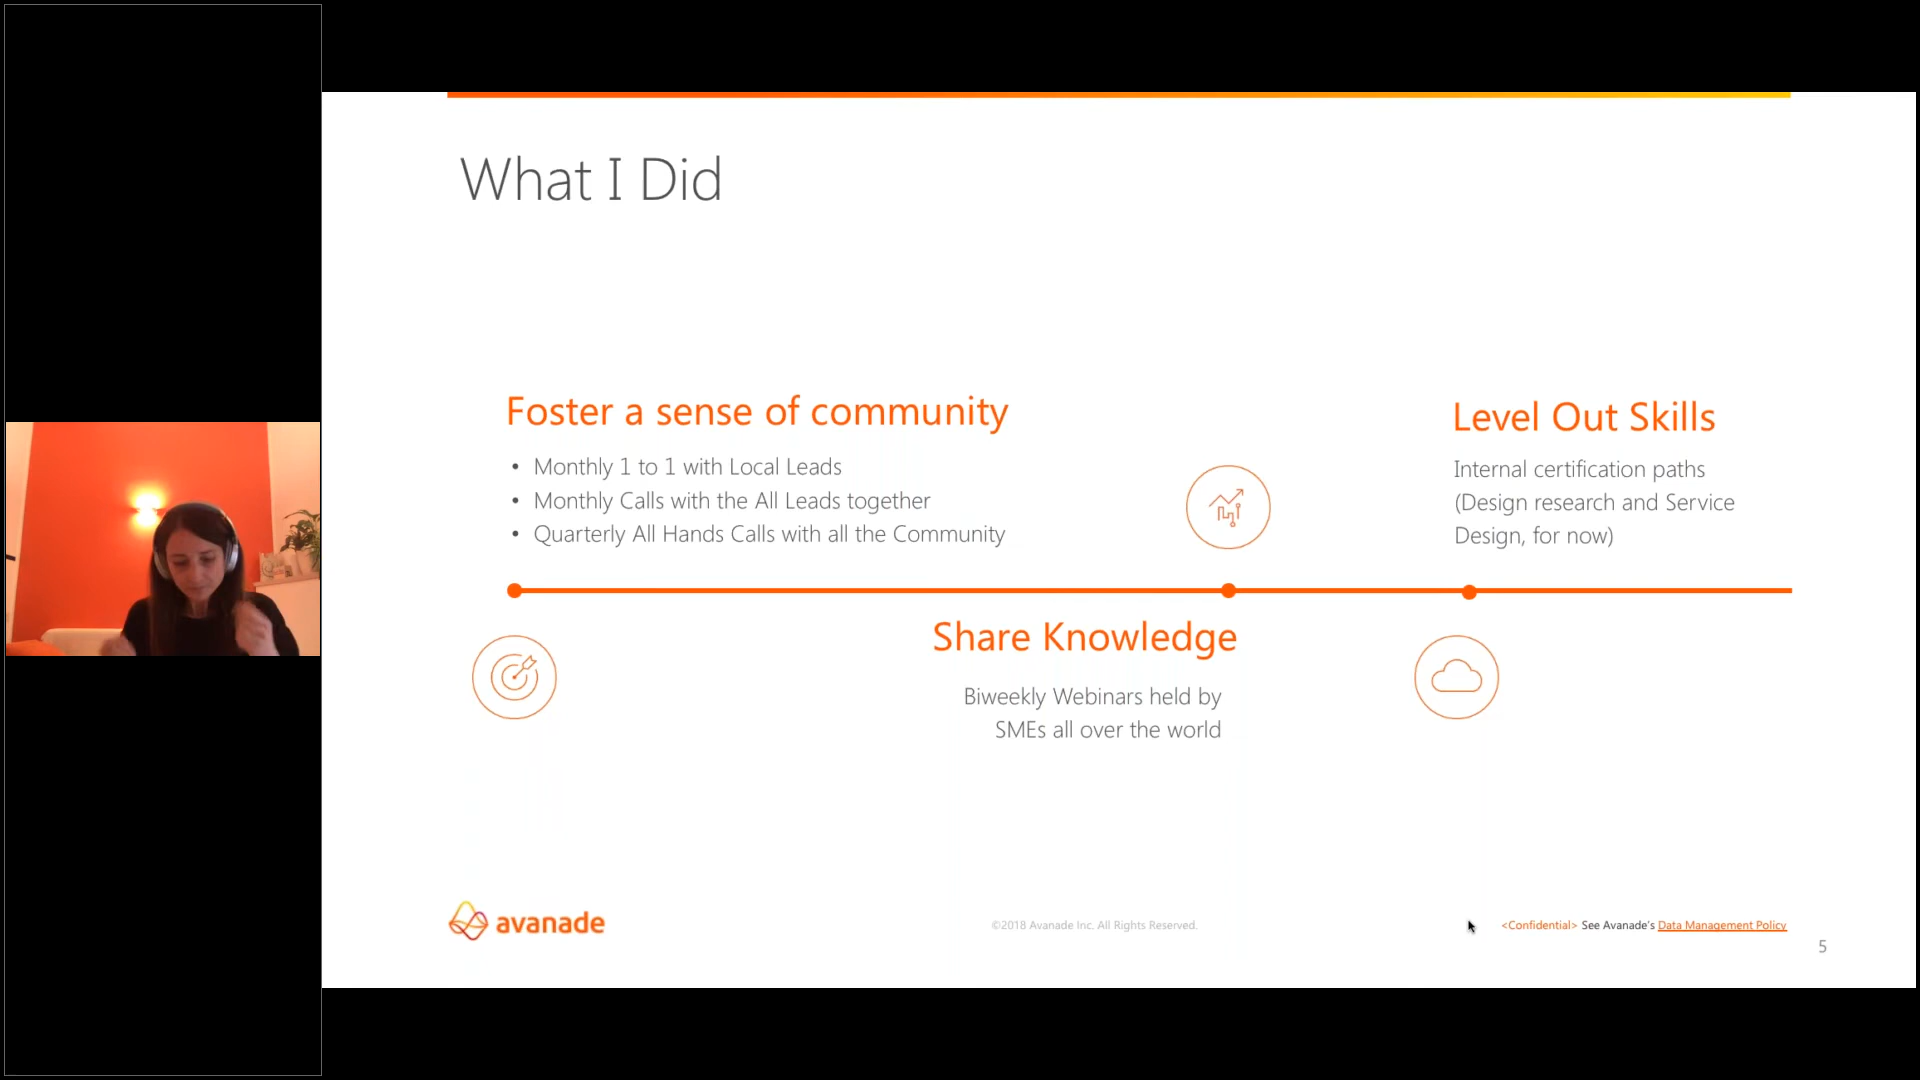 What I Did
Foster a sense of community
• Monthly 1 to 1 with Local Leads
• Monthly Calls with the All Leads together
• Quarterly All Hands Calls with all the Community
Level Out Skills
Internal certification paths
(Design research and Service
Design, for now)
Share Knowledge
Biweekly Webinars held by
SMEs all over the world
avanade
©2018 Avanade Inc. All Rights Reserved.
<Confidential> See Avanade's Data Management Policy
5